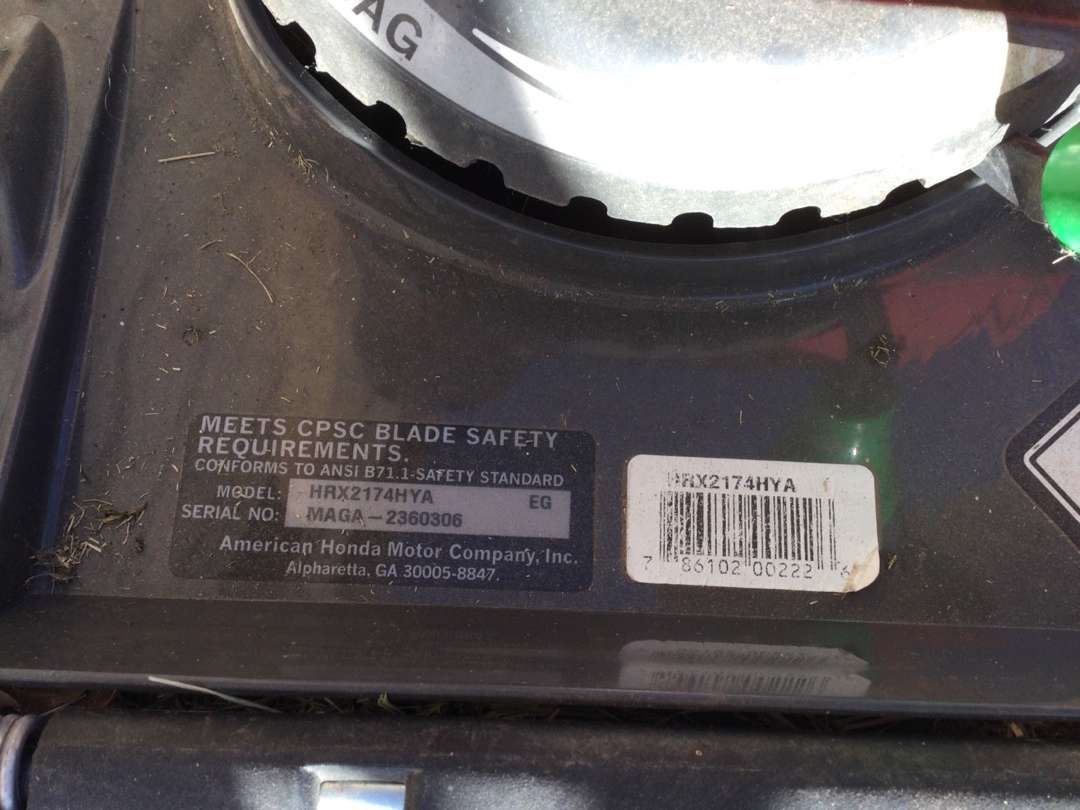 AG
MEETS CPSC BLADE SAFETY
REQUIREMENTS.
CONFORMS TO ANSI B71.1-SAFETY STANDARD
MODEL: HRX2174HYA EG
SERIAL NO: MAGA-2360306
American Honda Motor Company, Inc.
Alpharetta, GA 30005-8847.
HRX2174HYA
7 86102 00222 6